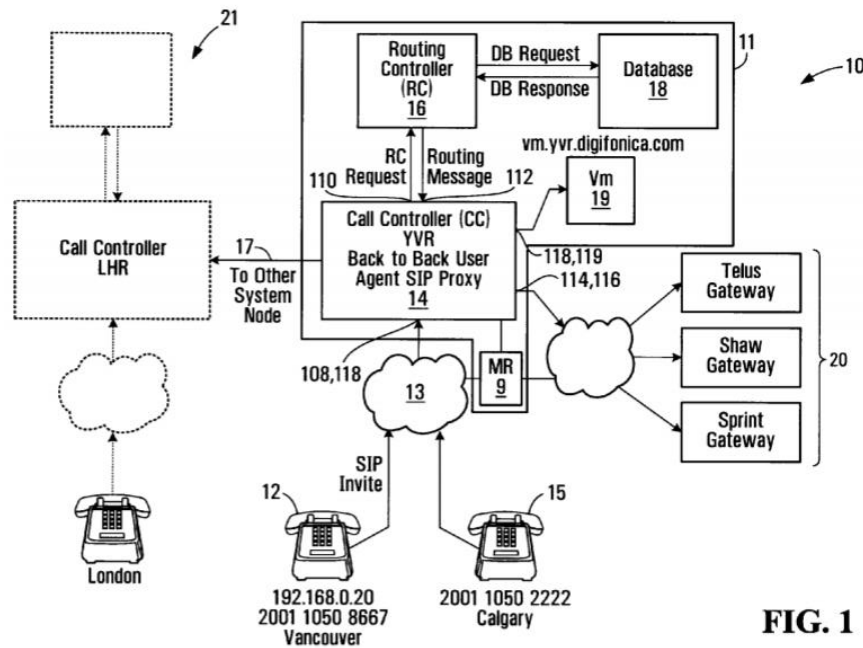 21
11
10
Routing
Controller
(RC)
16
DB Request
DB Response
Database
18
vm.yvr.digifonica.com
RC
Request
Routing
Message
110
112
Vm
19
Call Controller
LHR
17
To Other
System
Node
Call Controller (CC)
YVR
Back to Back User
Agent SIP Proxy
14
118,119
114,116
Telus
Gateway
Shaw
Gateway
Sprint
Gateway
20
108,118
13
MR
9
SIP
Invite
12
15
London
192.168.0.20
2001 1050 8667
Vancouver
2001 1050 2222
Calgary
FIG. 1